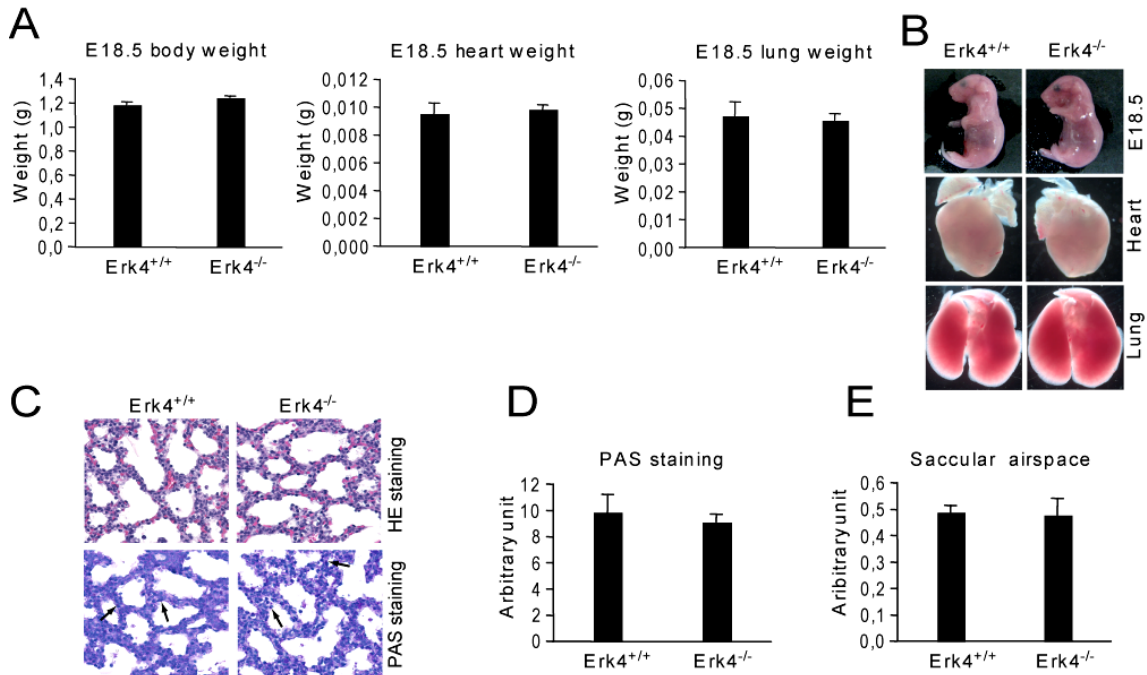 A
E18.5 body weight
Weight (g)
1,4
1,2
1,0
0,8
0,6
0,4
0,2
0,0
Erk4+/+
Erk4-/-
E18.5 heart weight
Weight (g)
0,012
0,010
0,008
0,006
0,004
0,002
0,000
Erk4+/+
Erk4-/-
E18.5 lung weight
Weight (g)
0,06
0,05
0,04
0,03
0,02
0,01
0,00
Erk4+/+
Erk4-/-
B
Erk4+/+
Erk4-/-
E18.5
Heart
Lung
C
Erk4+/+
Erk4-/-
HE staining
PAS staining
D
PAS staining
Arbitrary unit
12
10
8
6
4
2
0
Erk4+/+
Erk4-/-
E
Saccular airspace
Aribitrary unit
0,6
0,5
0,4
0,3
0,2
0,1
0,0
Erk4+/+
Erk4-/-